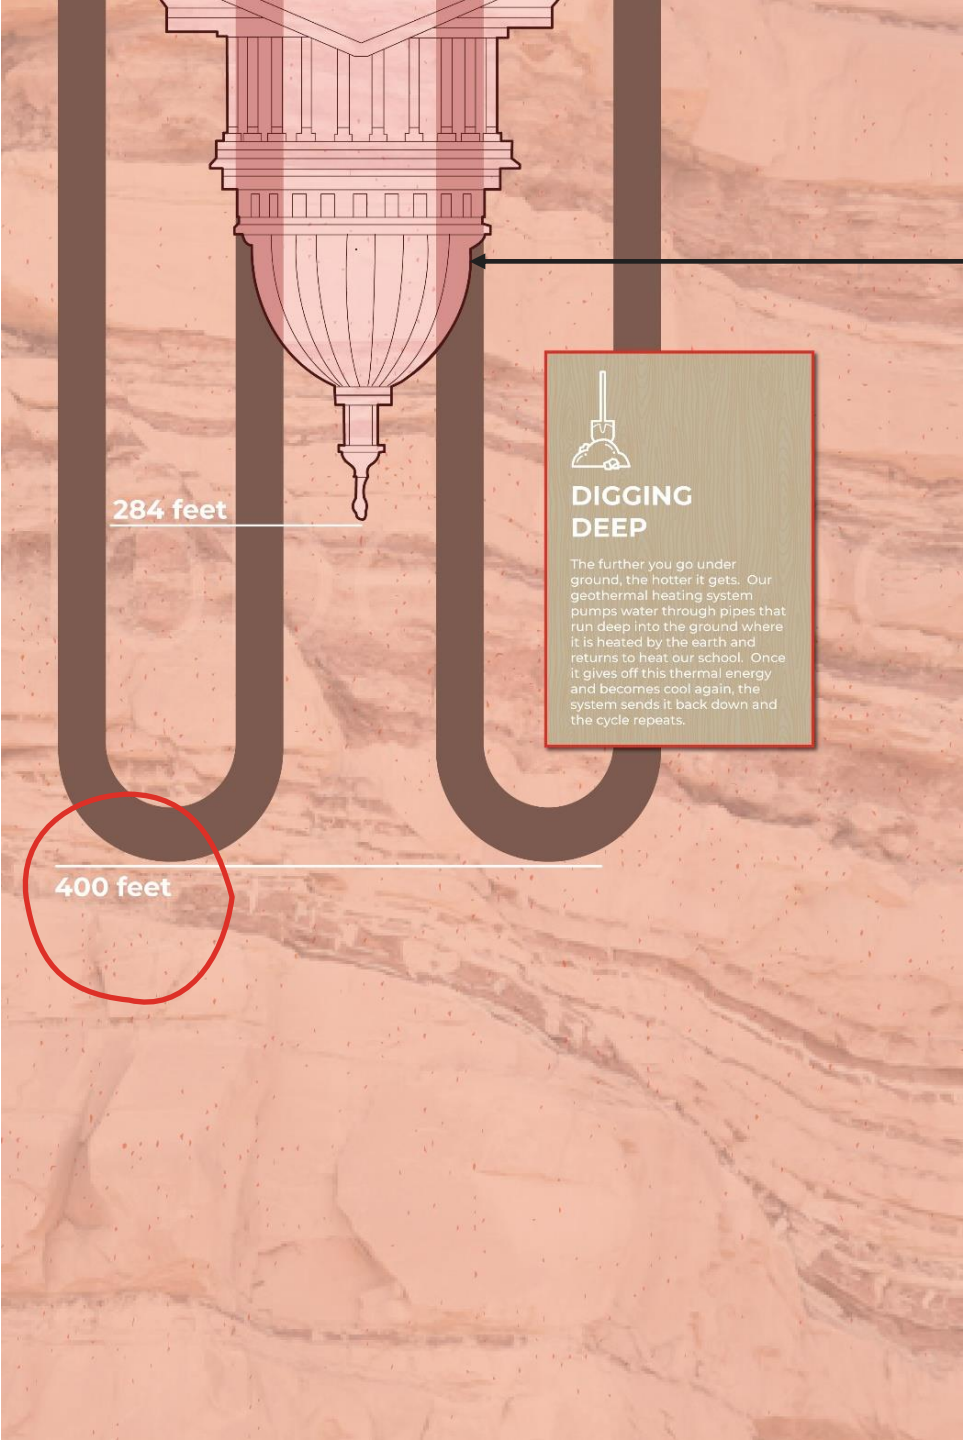 284 feet
DIGGING
DEEP
The further you go under
ground, the hotter it gets.  Our
geothermal heating system
pumps water through pipes that
run deep into the ground where
it is heated by the earth and
returns to heat our school.  Once
it gives off this thermal energy
and becomes cool again, the
system sends it back down and
the cycle repeats.
400 feet